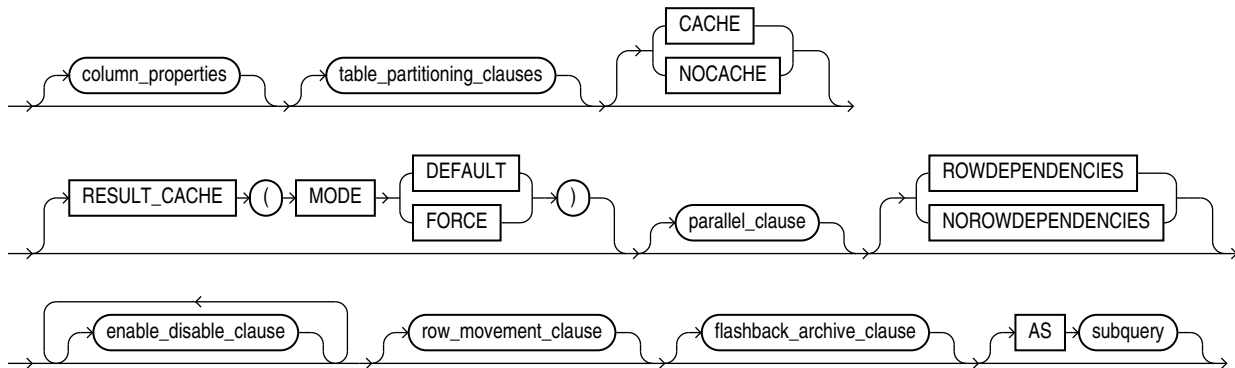 column_properties table_partitioning_clauses CACHE
NOCACHE
RESULT_CACHE ( MODE DEFAULT )
FORCE
parallel_clause ROWDEPENDENCIES
NOROWDEPENDENCIES
enable_disable_clause row_movement_clause flashback_archive_clause AS subquery